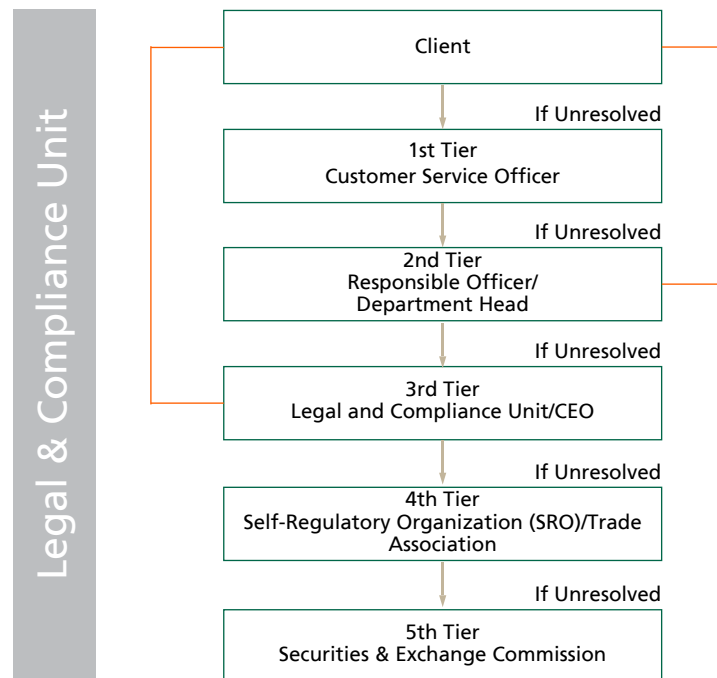 Legal & Compliance Unit
Client
If Unresolved
1st Tier
Customer Service Officer
If Unresolved
2nd Tier
Responsible Officer/
Department Head
If Unresolved
3rd Tier
Legal and Compliance Unit/CEO
If Unresolved
4th Tier
Self-Regulatory Organization (SRO)/Trade
Association
If Unresolved
5th Tier
Securities & Exchange Commission